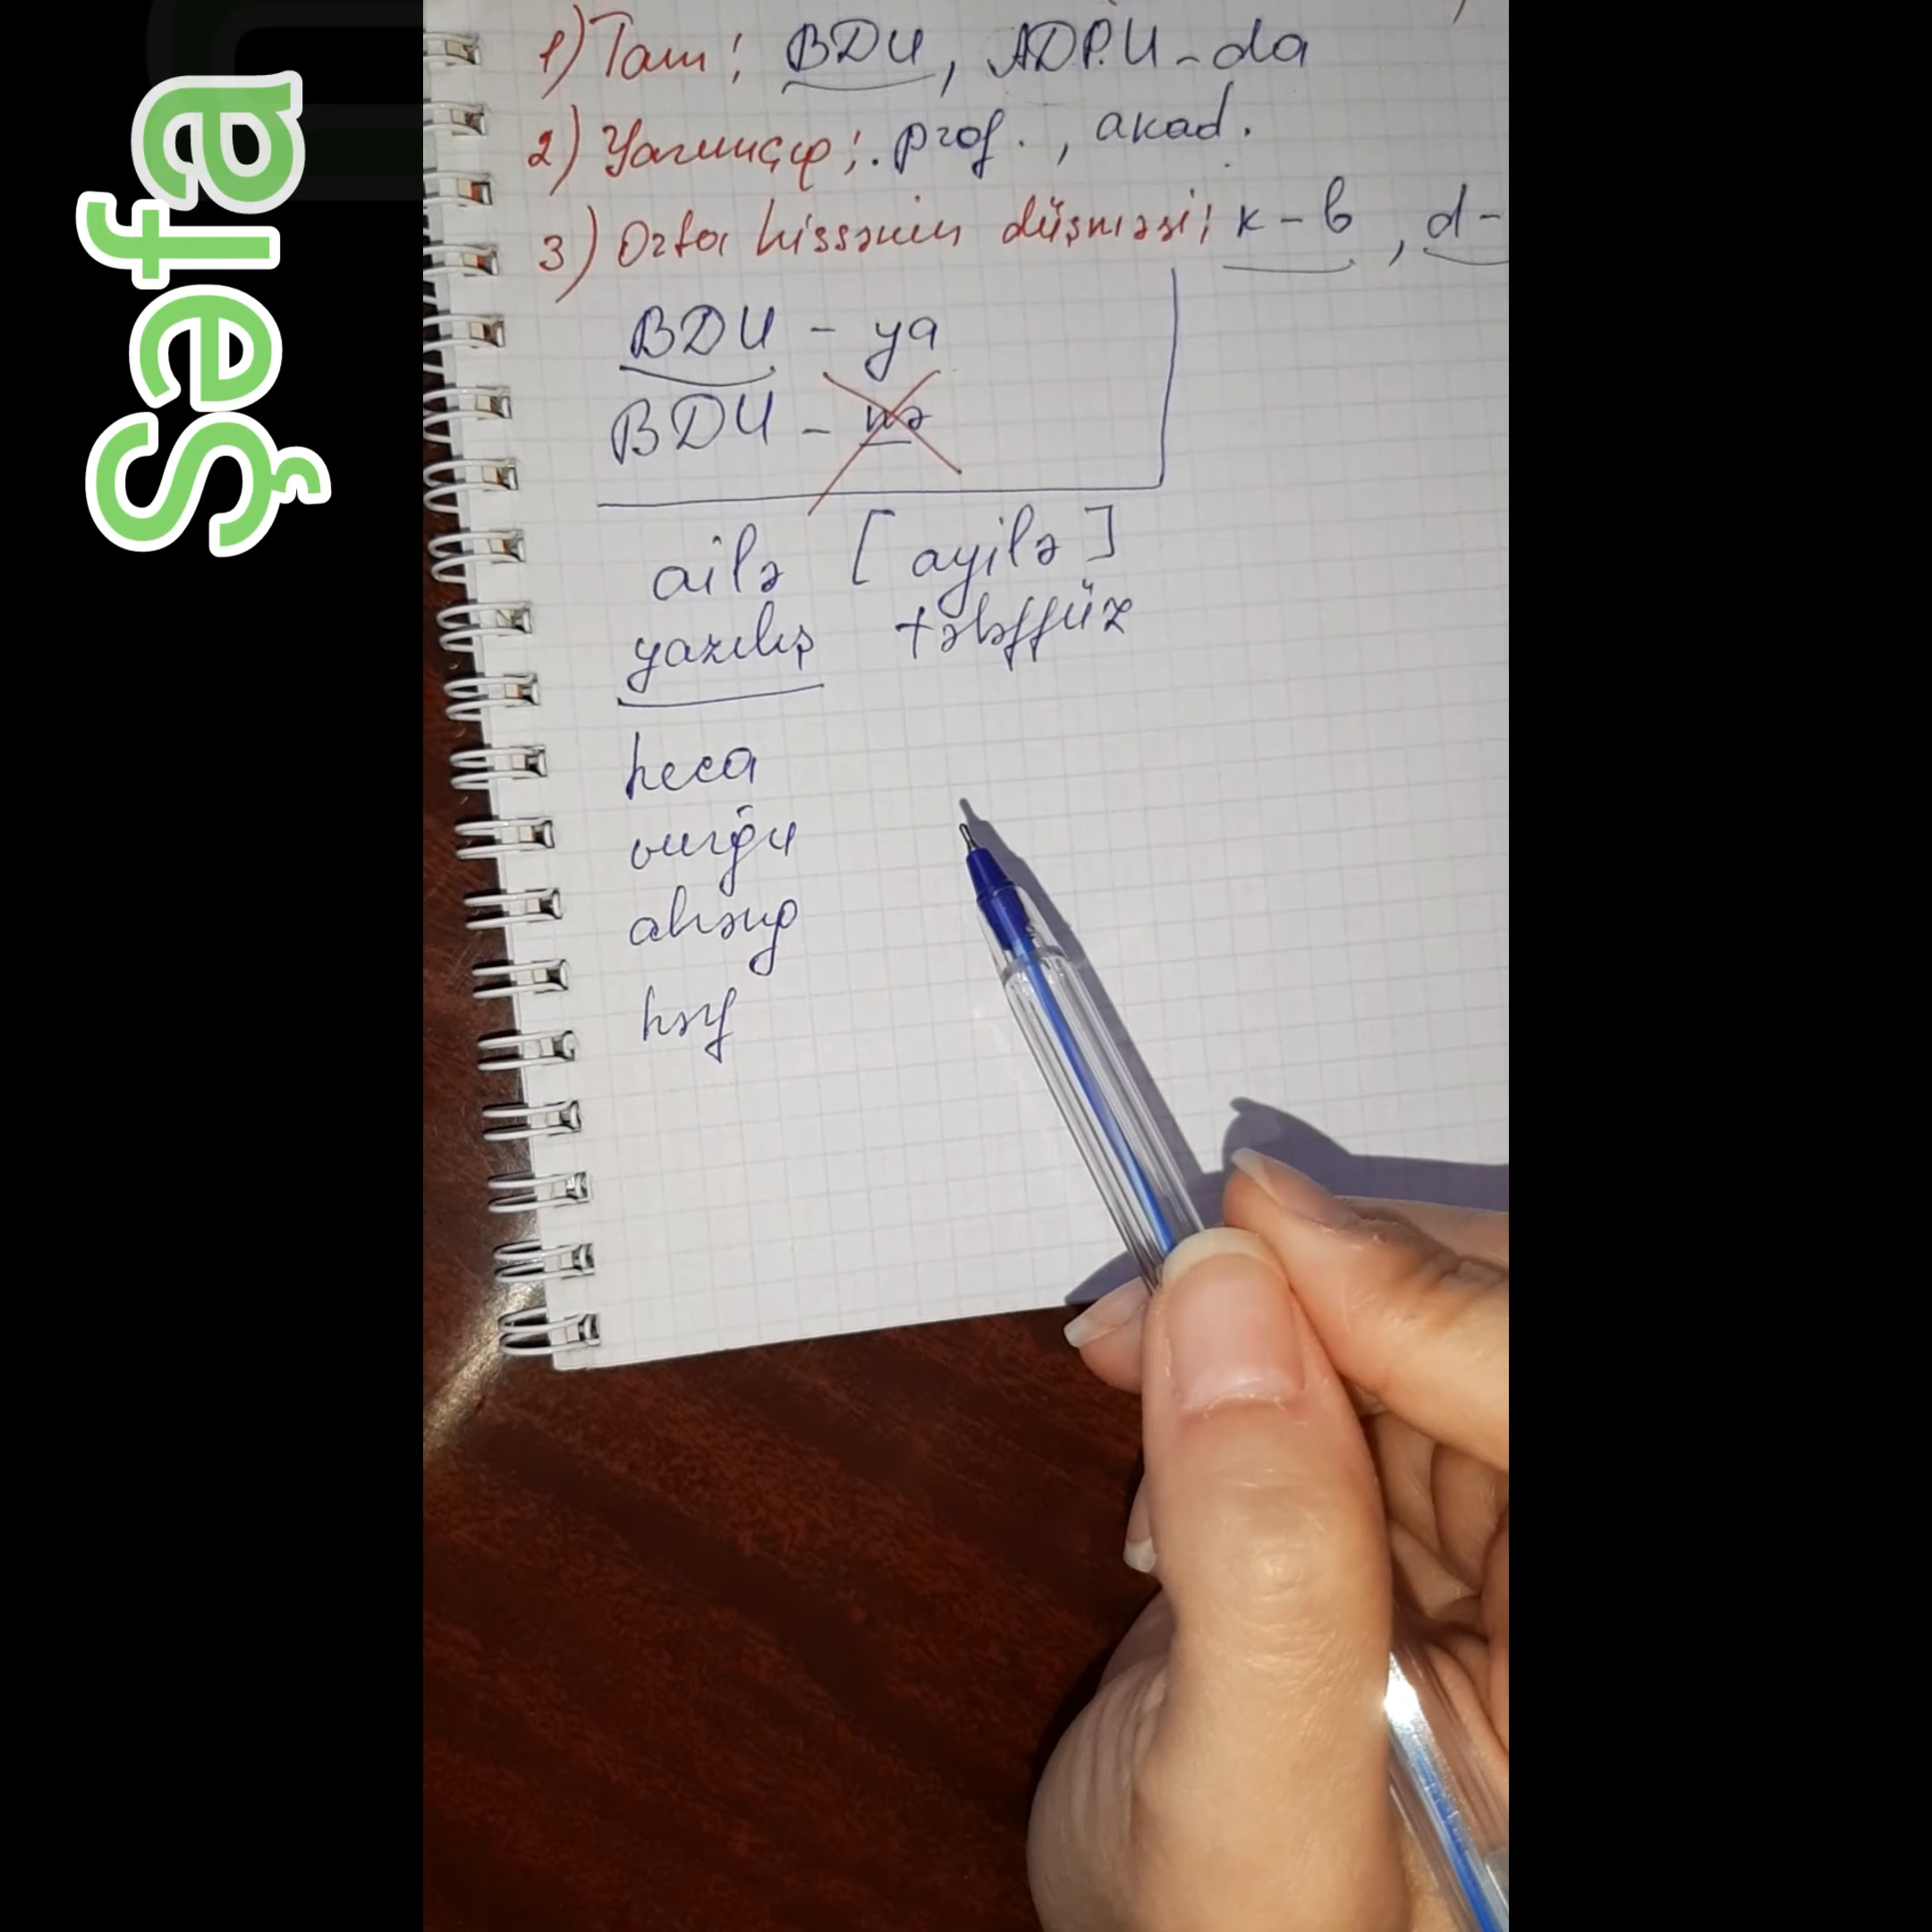 Şəfa
1) Tam: BDU, ADPU-da
2) Yarımçıq: prof., akad.
3) Orta hissənin düşməsi: k-b, d-
BDU - ya
BDU - nə
ailə [ayilə]
yazılış tələffüz
heca
vurğu
ahəng
hərf